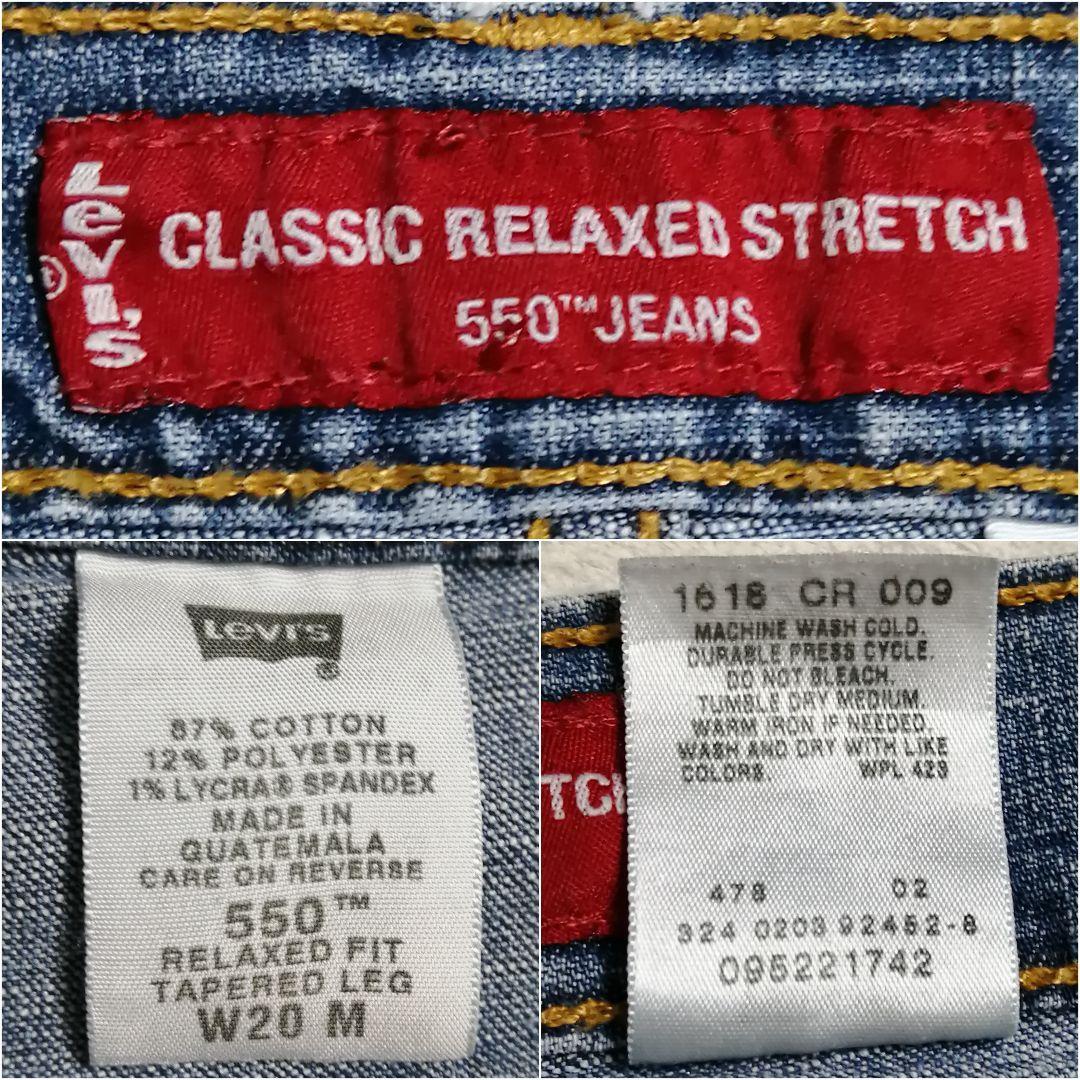 Levi's®
CLASSIC RELAXED STRETCH
550™ JEANS
Levi's®
87% COTTON
12% POLYESTER
1% LYCRA® SPANDEX
MADE IN
GUATEMALA
CARE ON REVERSE
550™
RELAXED FIT
TAPERED LEG
W20 M
TCH
1618 CR 009
MACHINE WASH COLD.
DURABLE PRESS CYCLE.
DO NOT BLEACH.
TUMBLE DRY MEDIUM.
WARM IRON IF NEEDED.
WASH AND DRY WITH LIKE
COLORS. WPL 423
478 02
324 0203 92452-8
095221742